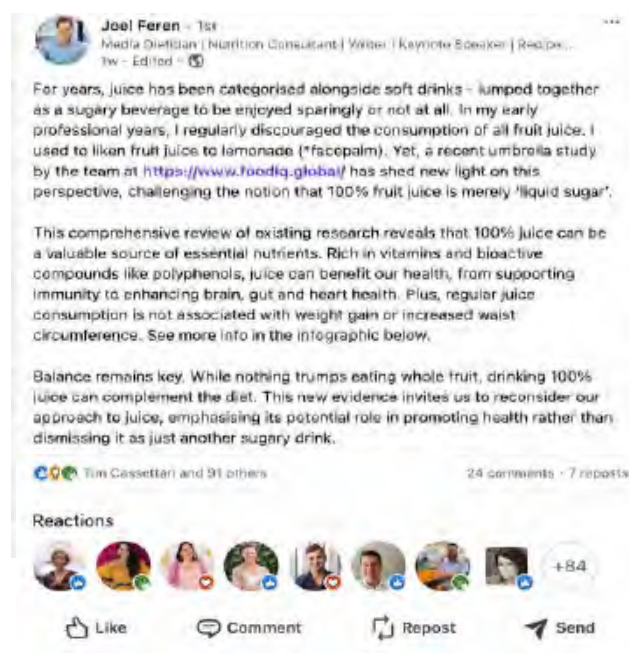 Joel Feren · 1st
Media Dietitian | Nutrition Consultant | Writer | Keynote Speaker | Recipe...
1w · Edited ·
For years, juice has been categorised alongside soft drinks - lumped together
as a sugary beverage to be enjoyed sparingly or not at all. In my early
professional years, I regularly discouraged the consumption of all fruit juice. I
used to liken fruit juice to lemonade (*facepalm). Yet, a recent umbrella study
by the team at https://www.foodiq.global/ has shed new light on this
perspective, challenging the notion that 100% fruit juice is merely 'liquid sugar'.
This comprehensive review of existing research reveals that 100% juice can be
a valuable source of essential nutrients. Rich in vitamins and bioactive
compounds like polyphenols, juice can benefit our health, from supporting
immunity to enhancing brain, gut and heart health. Plus, regular juice
consumption is not associated with weight gain or increased waist
circumference. See more info in the infographic below.
Balance remains key. While nothing trumps eating whole fruit, drinking 100%
juice can complement the diet. This new evidence invites us to reconsider our
approach to juice, emphasising its potential role in promoting health rather than
dismissing it as just another sugary drink.
Tim Cassettari and 91 others
24 comments · 7 reposts
Reactions
+84
Like
Comment
Repost
Send